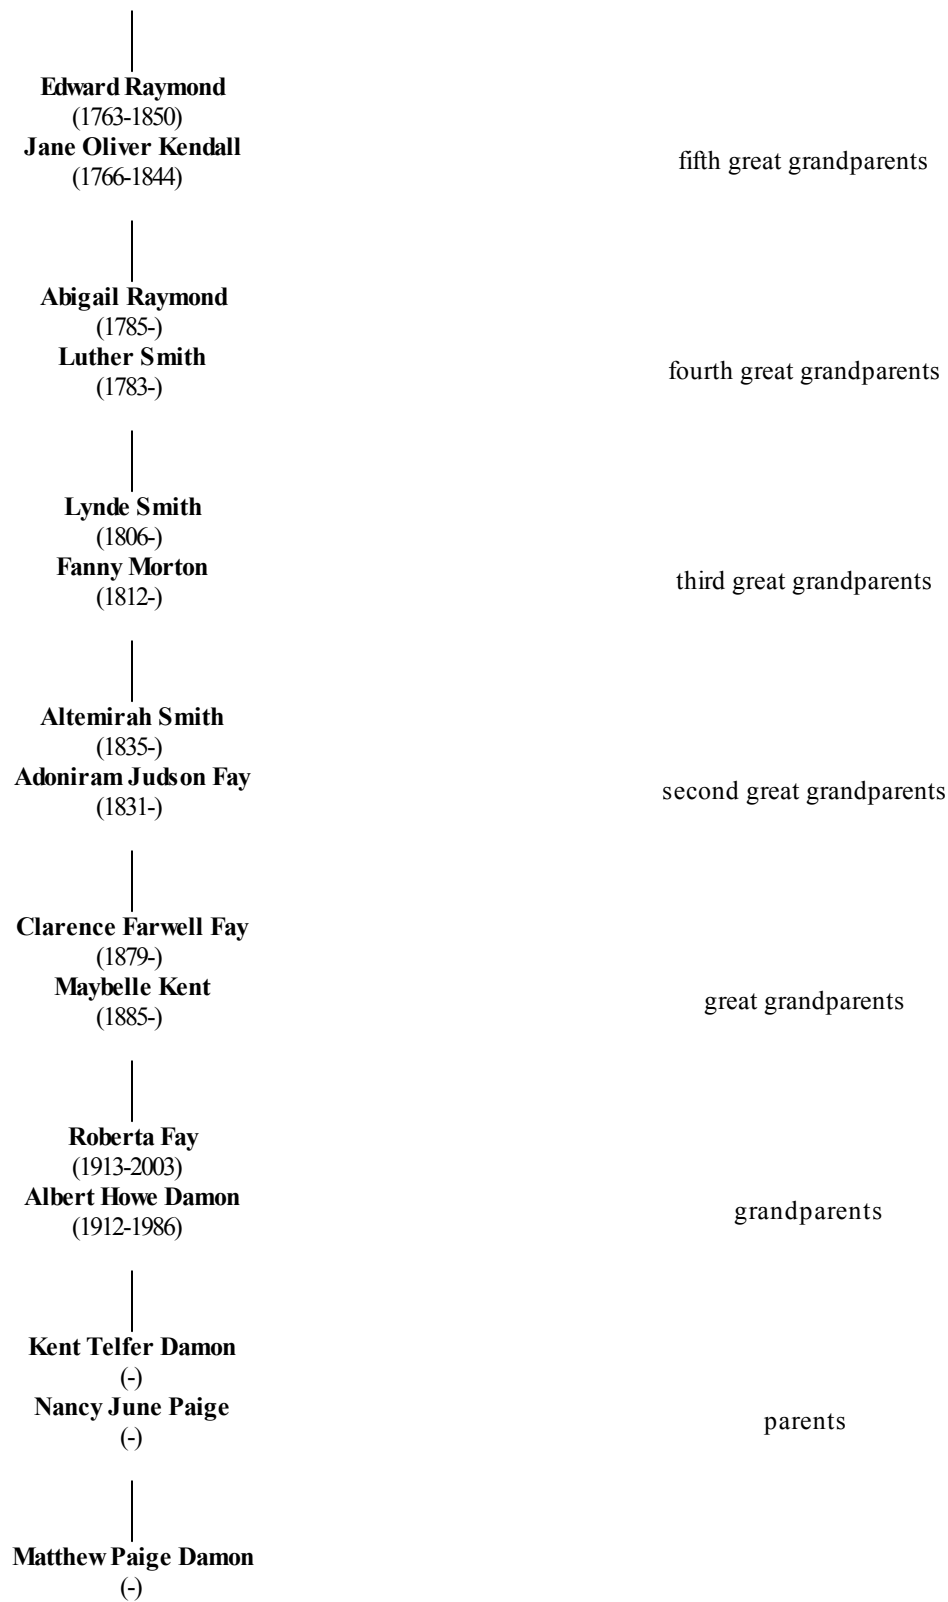 Edward Raymond
(1763-1850)
Jane Oliver Kendall
(1766-1844)
fifth great grandparents
Abigail Raymond
(1785-)
Luther Smith
(1783-)
fourth great grandparents
Lynde Smith
(1806-)
Fanny Morton
(1812-)
third great grandparents
Altemirah Smith
(1835-)
Adoniram Judson Fay
(1831-)
second great grandparents
Clarence Farwell Fay
(1879-)
Maybelle Kent
(1885-)
great grandparents
Roberta Fay
(1913-2003)
Albert Howe Damon
(1912-1986)
grandparents
Kent Telfer Damon
(-)
Nancy June Paige
(-)
parents
Matthew Paige Damon
(-)